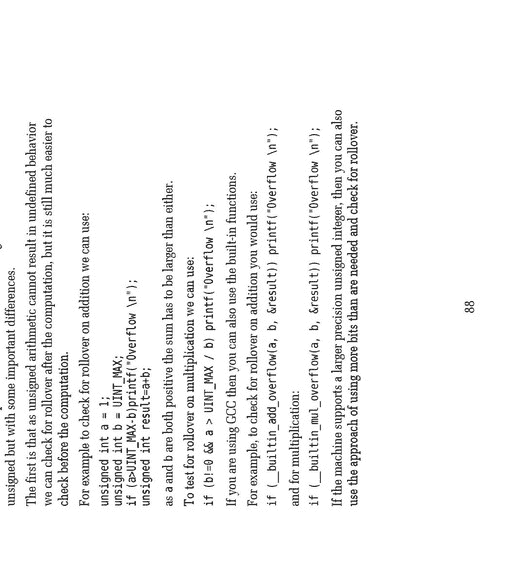 unsigned but with some important differences.
The first is that as unsigned arithmetic cannot result in undefined behavior
we can check for rollover after the computation, but it is still much easier to
check before the computation.
For example to check for rollover on addition we can use:
unsigned int a = 1;
unsigned int b = UINT_MAX;
if (a>UINT_MAX-b)printf("Overflow \n");
unsigned int result=a+b;
as a and b are both positive the sum has to be larger than either.
To test for rollover on multiplication we can use:
if (b!=0 && a > UINT_MAX / b) printf("Overflow \n");
If you are using GCC then you can also use the built-in functions.
For example, to check for rollover on addition you would use:
if (__builtin_add_overflow(a, b, &result)) printf("Overflow \n");
and for multiplication:
if (__builtin_mul_overflow(a, b, &result)) printf("Overflow \n");
If the machine supports a larger precision unsigned integer, then you can also
use the approach of using more bits than are needed and check for rollover.
88